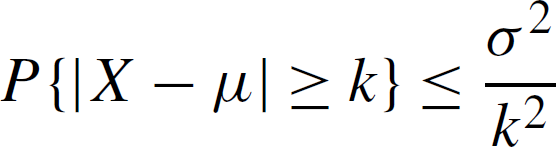 P{|X − μ| ≥ k} ≤ σ²/k²